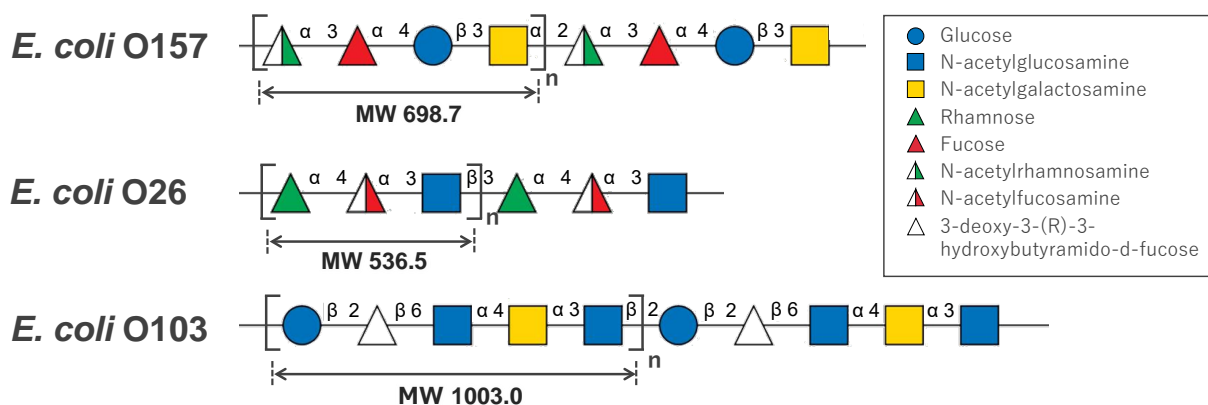 E. coli O157
[ α 3 α 4 β 3 α ] n 2 α 3 α 4 β 3
MW 698.7
E. coli O26
[ α 4 α 3 β ] n 3 α 4 α 3
MW 536.5
E. coli O103
[ β 2 β 6 α 4 α 3 β ] n 2 β 2 β 6 α 4 α 3
MW 1003.0
Glucose
N-acetylglucosamine
N-acetylgalactosamine
Rhamnose
Fucose
N-acetylrhamnosamine
N-acetylfucosamine
3-deoxy-3-(R)-3-
hydroxybutyramido-d-fucose